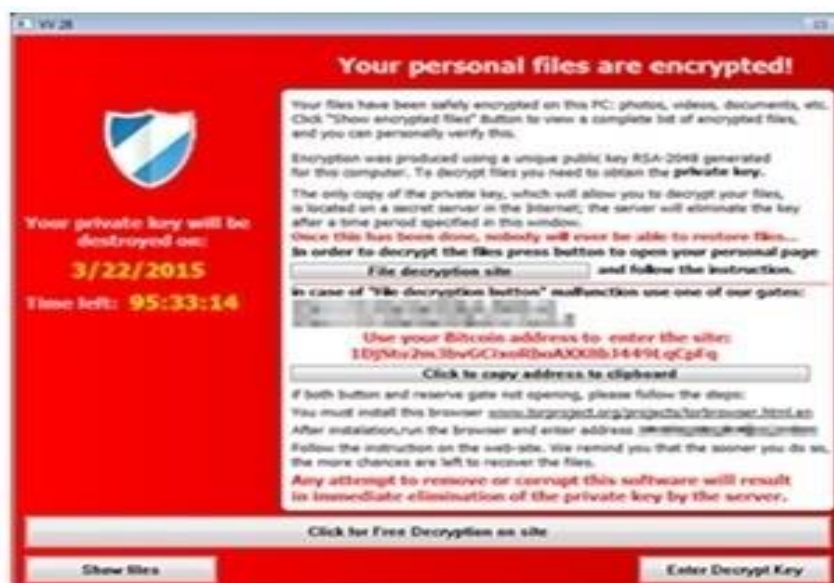 Your personal files are encrypted!
Your files have been safely encrypted on this PC: photos, videos, documents, etc.
Click "Show encrypted files" Button to view a complete list of encrypted files,
and you can personally verify this.
Encryption was produced using a unique public key RSA-2048 generated
for this computer. To decrypt files you need to obtain the private key.
The only copy of the private key, which will allow you to decrypt your files,
is located on a secret server in the Internet; the server will eliminate the key
after a time period specified in this window.
Once this has been done, nobody will ever be able to restore files...
In order to decrypt the files press button to open your personal page
File decryption site
and follow the instruction.
in case of "File decryption button" malfunction use one of our gates:
Use your Bitcoin address to enter the site:
Click to copy address to clipboard
if both button and reserve gate not opening, please follow the steps:
You must install this browser www.torproject.org/projects/torbrowser.html.en
After instalation,run the browser and enter address
Follow the instruction on the web-site. We remind you that the sooner you do so,
the more chances are left to recover the files.
Any attempt to remove or corrupt this software will result
in immediate elimination of the private key by the server.
Your private key will be
destroyed on:
3/22/2015
Time left: 95:33:14
Click for Free Decryption on site
Show files
Enter Decrypt Key